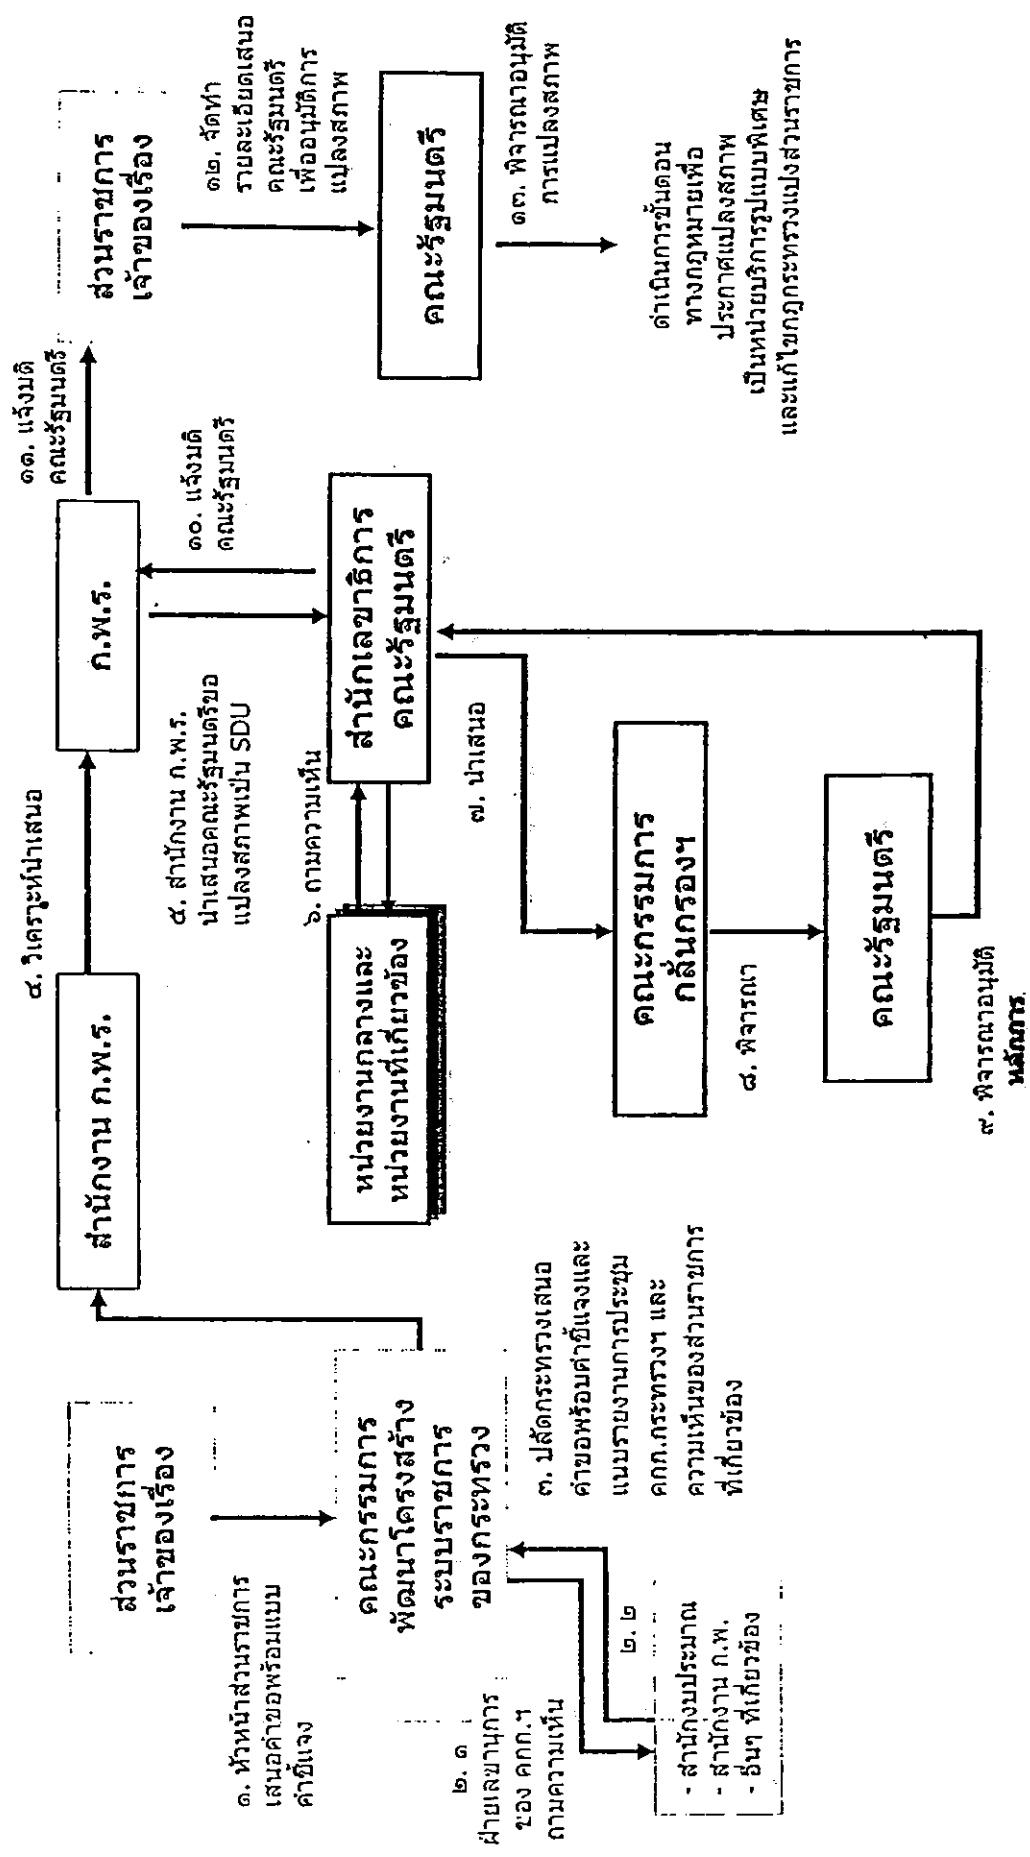 ส่วนราชการ
เจ้าของเรื่อง
๑. หัวหน้าส่วนราชการ
เสนอคำขอพร้อมแบบ
คำชี้แจง
คณะกรรมการ
พัฒนาโครงสร้าง
ระบบราชการ
ของกระทรวง
๒. ๑
ฝ่ายเลขานุการ
ของ คกก.ฯ
ถามความเห็น
๒. ๒
- สำนักงบประมาณ
- สำนักงาน ก.พ.
- อื่นๆ ที่เกี่ยวข้อง
๓. ปลัดกระทรวงเสนอ
คำขอพร้อมคำชี้แจงและ
แนบรายงานการประชุม
คกก.กระทรวงฯ และ
ความเห็นของส่วนราชการ
ที่เกี่ยวข้อง
สำนักงาน ก.พ.ร.
๔. วิเคราะห์นำเสนอ
ก.พ.ร.
๕. สำนักงาน ก.พ.ร.
นำเสนอคณะรัฐมนตรีขอ
แปลงสภาพเป็น SDU
๖. ถามความเห็น
หน่วยงานกลางและ
หน่วยงานที่เกี่ยวข้อง
สำนักเลขาธิการ
คณะรัฐมนตรี
๗. นำเสนอ
คณะกรรมการ
กลั่นกรองฯ
๘. พิจารณา
คณะรัฐมนตรี
๙. พิจารณาอนุมัติ
หลักการ
๑๐. แจ้งมติ
คณะรัฐมนตรี
๑๑. แจ้งมติ
คณะรัฐมนตรี
ส่วนราชการ
เจ้าของเรื่อง
๑๒. จัดทำ
รายละเอียดเสนอ
คณะรัฐมนตรี
เพื่ออนุมัติการ
แปลงสภาพ
คณะรัฐมนตรี
๑๓. พิจารณาอนุมัติ
การแปลงสภาพ
ดำเนินการขั้นตอน
ทางกฎหมายเพื่อ
ประกาศแปลงสภาพ
เป็นหน่วยบริการรูปแบบพิเศษ
และแก้ไขกฎกระทรวงแบ่งส่วนราชการ